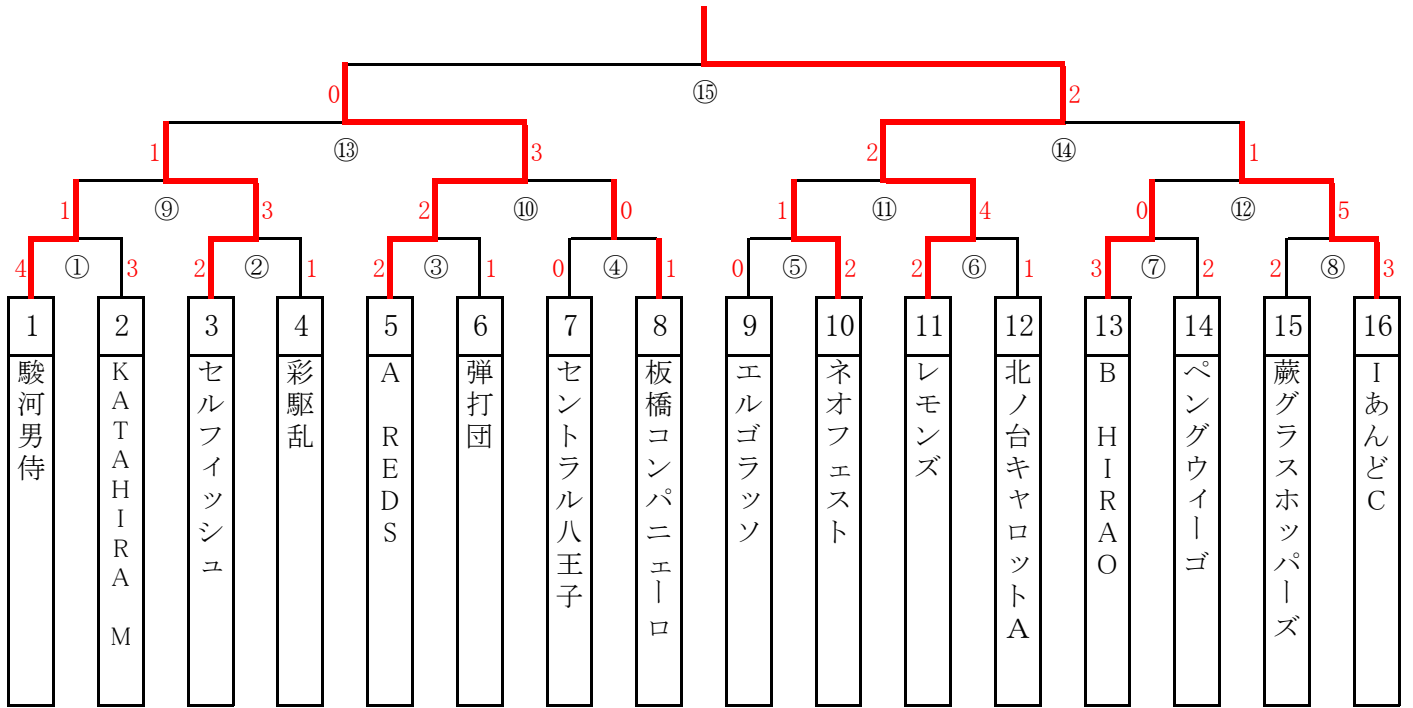 ⑮
0 2
⑬ ⑭
1 3 2 1
⑨ ⑩ ⑪ ⑫
1 3 2 0 1 4 0 5
① ② ③ ④ ⑤ ⑥ ⑦ ⑧
4 3 2 1 2 1 0 1 0 2 2 1 3 2 2 3
1 2 3 4 5 6 7 8 9 10 11 12 13 14 15 16
駿河男侍
KATAHIRA M
セルフィッシュ
彩駆乱
A REDS
弾打団
セントラル八王子
板橋コンパニェーロ
エルゴラッソ
ネオフェスト
レモンズ
北ノ台キャロットA
B HIRAO
ペングウィーゴ
蕨グラスホッパーズ
IあんどC